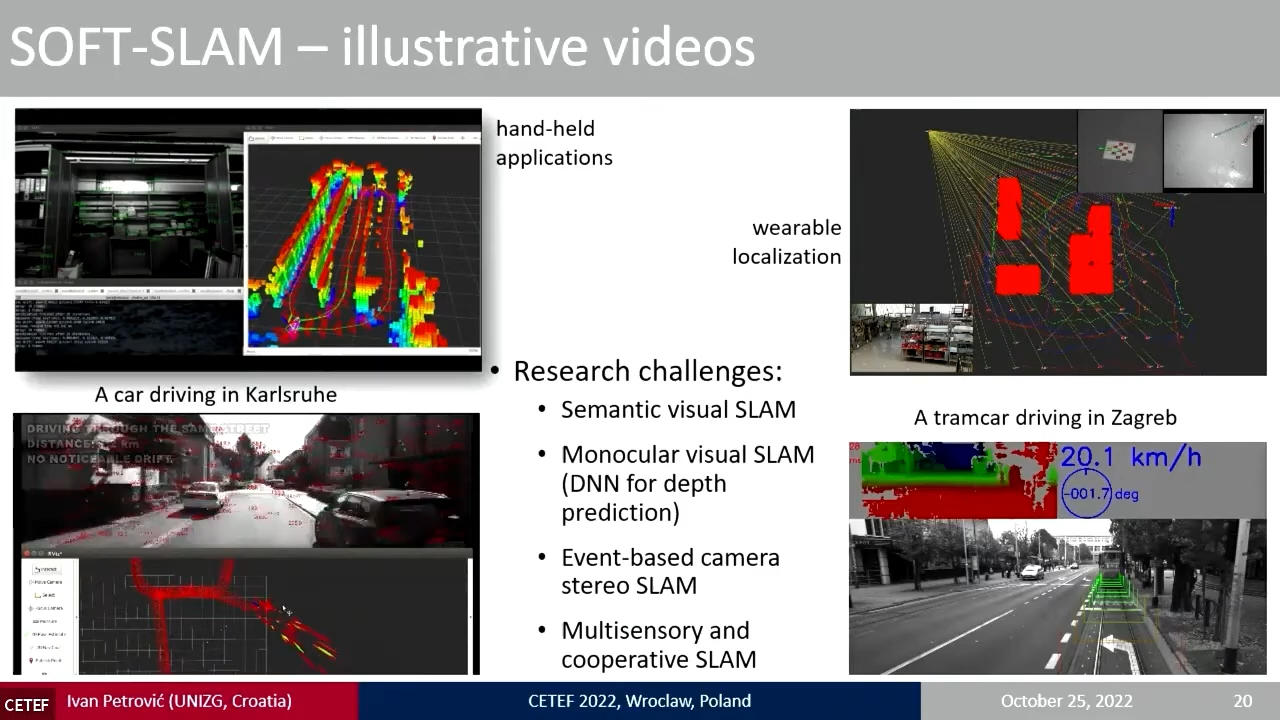 SOFT-SLAM – illustrative videos
hand-held
applications
wearable
localization
A car driving in Karlsruhe
DRIVING THROUGH THE SAME STREET
DISTANCE: km
NO NOTICEABLE DRIFT
• Research challenges:
• Semantic visual SLAM
• Monocular visual SLAM
(DNN for depth
prediction)
• Event-based camera
stereo SLAM
• Multisensory and
cooperative SLAM
A tramcar driving in Zagreb
20.1 km/h
-001.7 deg
CETEF
Ivan Petrović (UNIZG, Croatia)
CETEF 2022, Wroclaw, Poland
October 25, 2022
20